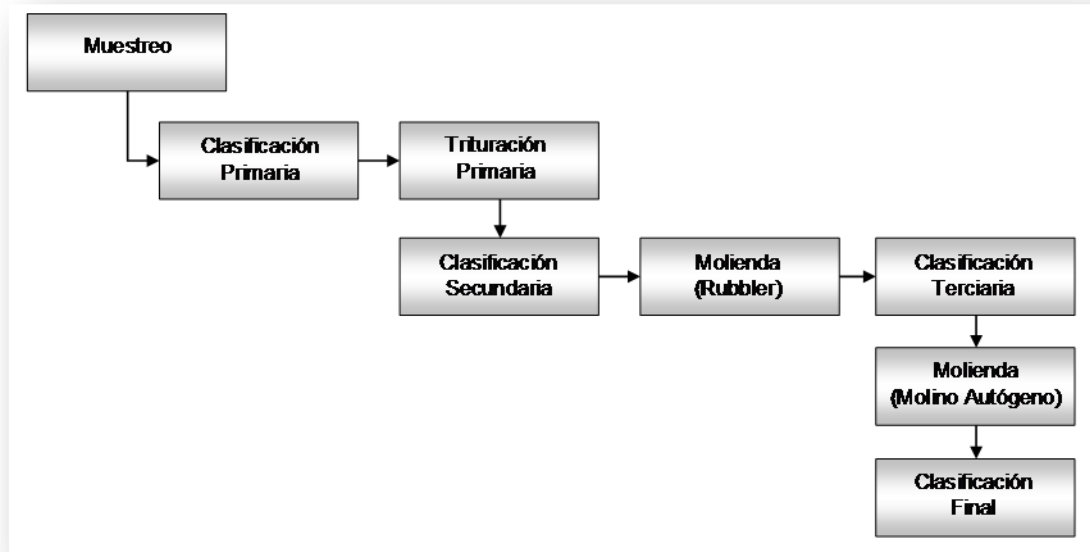 Muestreo
Clasificación
Primaria
Trituración
Primaria
Clasificación
Secundaria
Molienda
(Rubbler)
Clasificación
Terciaria
Molienda
(Molino Autógeno)
Clasificación
Final